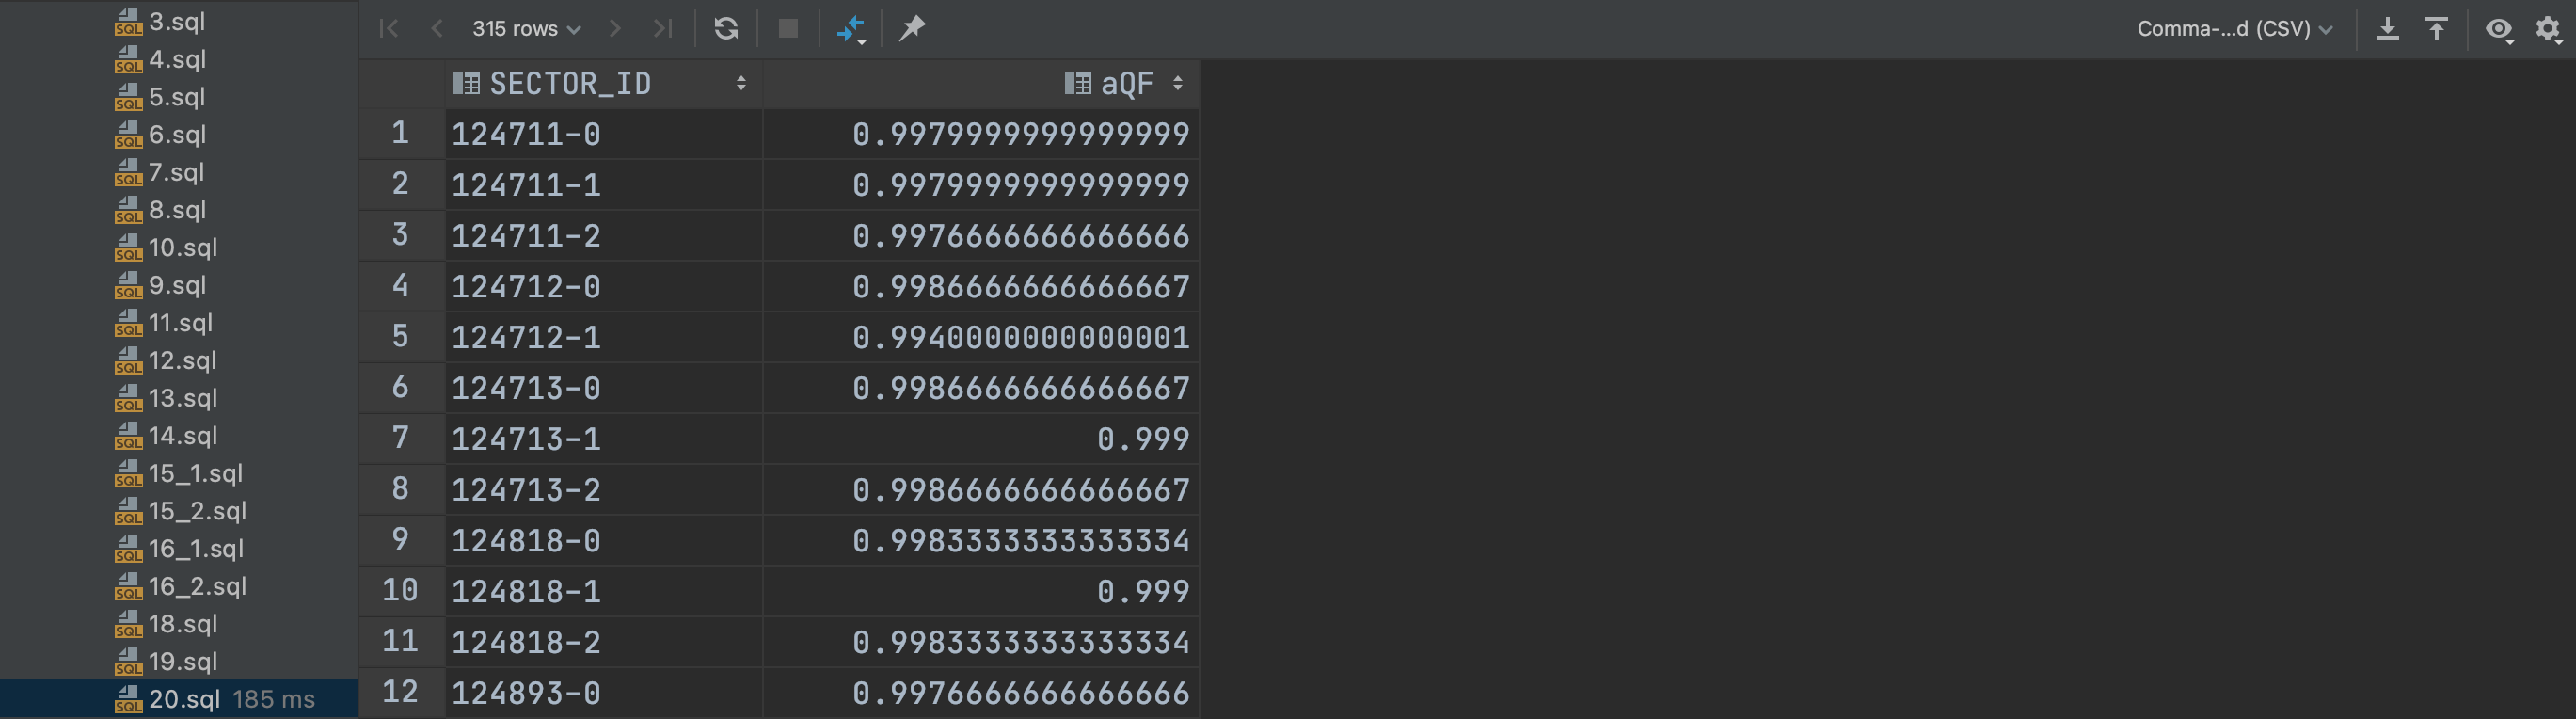 3.sql
4.sql
5.sql
6.sql
7.sql
8.sql
10.sql
9.sql
11.sql
12.sql
13.sql
14.sql
15_1.sql
15_2.sql
16_1.sql
16_2.sql
18.sql
19.sql
20.sql 185 ms
315 rows
Comma-...d (CSV)
SECTOR_ID aQF
1 124711-0 0.9979999999999999
2 124711-1 0.9979999999999999
3 124711-2 0.9976666666666666
4 124712-0 0.9986666666666667
5 124712-1 0.9940000000000001
6 124713-0 0.9986666666666667
7 124713-1 0.999
8 124713-2 0.9986666666666667
9 124818-0 0.9983333333333334
10 124818-1 0.999
11 124818-2 0.9983333333333334
12 124893-0 0.9976666666666666